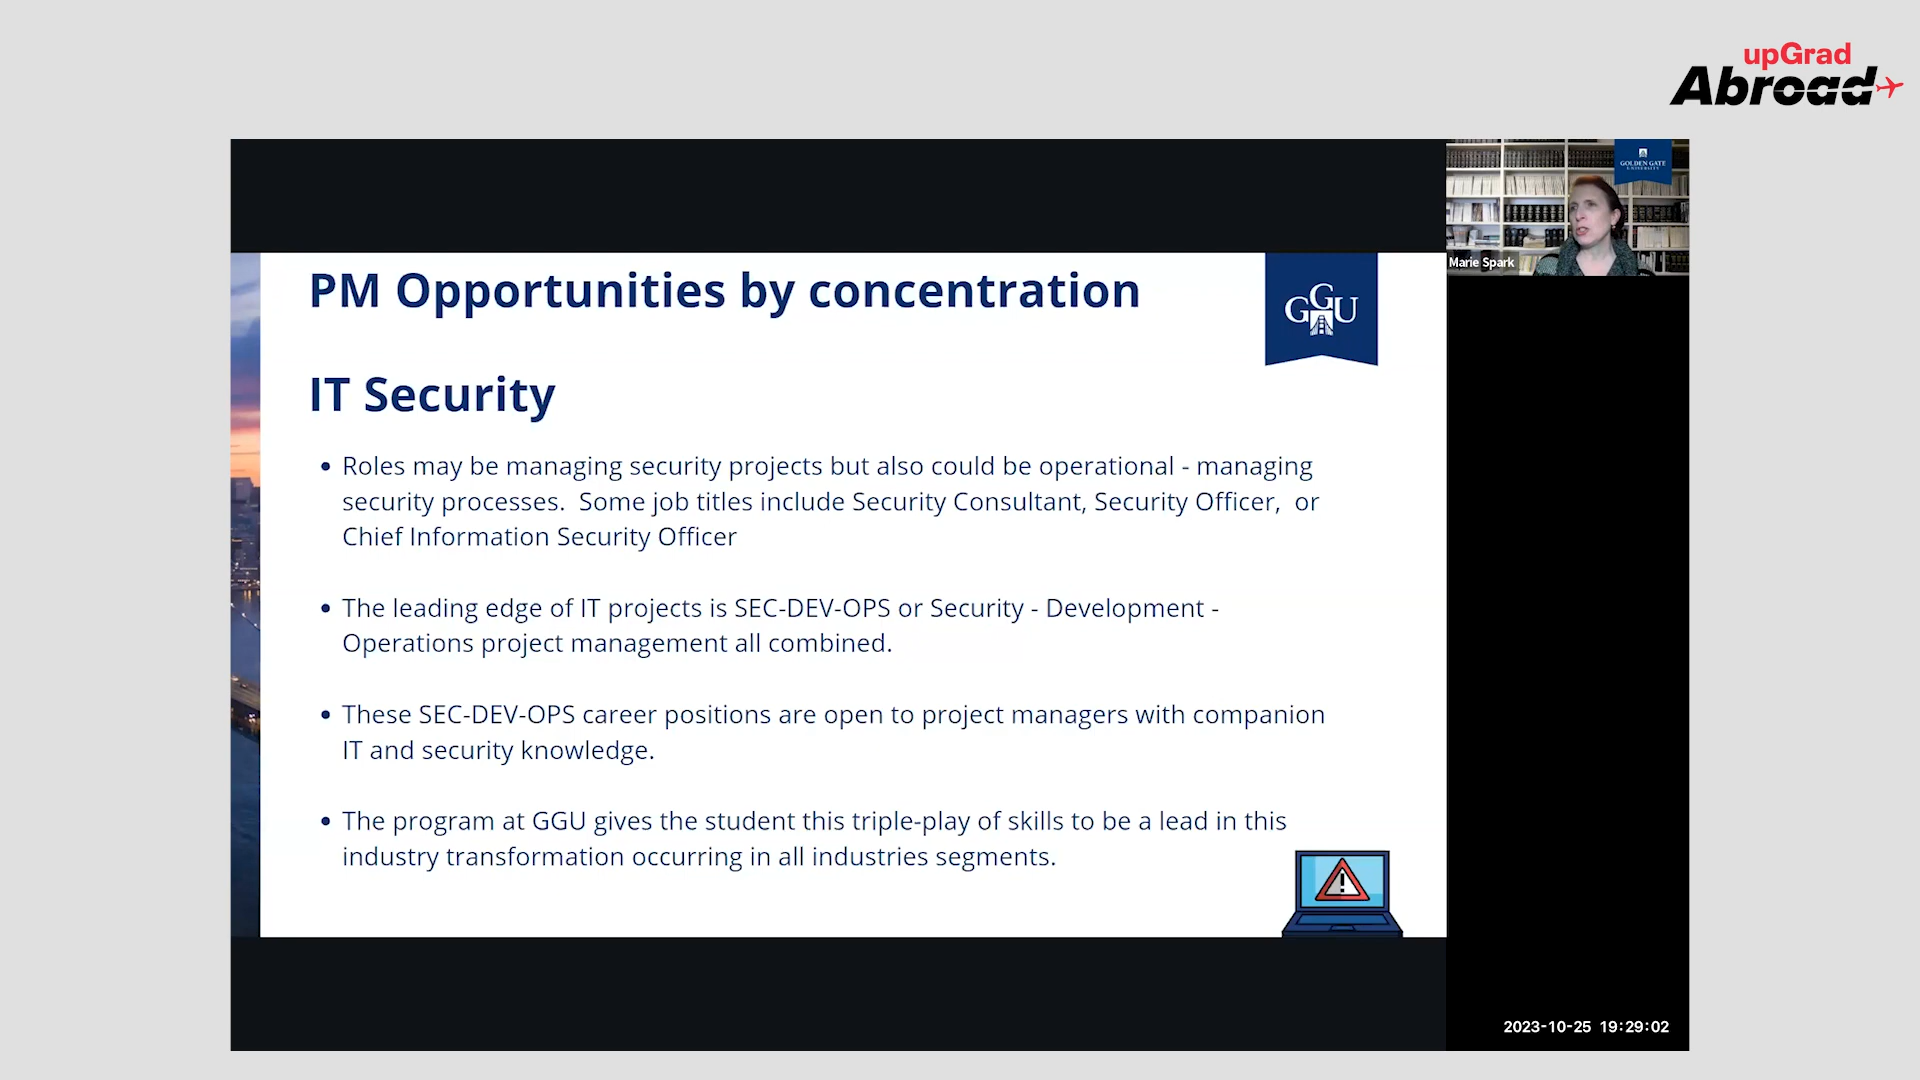 upGrad
Abroad
GOLDEN GATE
UNIVERSITY
Marie Spark
PM Opportunities by concentration
GGU
IT Security
• Roles may be managing security projects but also could be operational - managing
security processes.  Some job titles include Security Consultant, Security Officer,  or
Chief Information Security Officer
• The leading edge of IT projects is SEC-DEV-OPS or Security - Development -
Operations project management all combined.
• These SEC-DEV-OPS career positions are open to project managers with companion
IT and security knowledge.
• The program at GGU gives the student this triple-play of skills to be a lead in this
industry transformation occurring in all industries segments.
2023-10-25  19:29:02